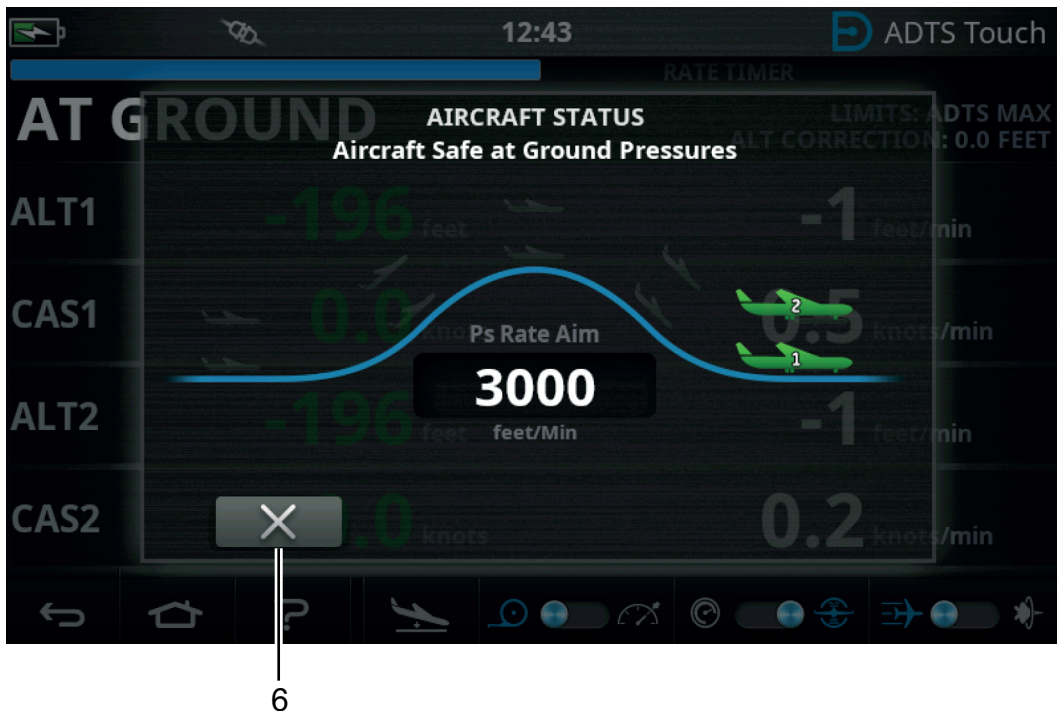 12:43
ADTS Touch
RATE TIMER
AT GROUND
LIMITS: ADTS MAX
ALT CORRECTION: 0.0 FEET
AIRCRAFT STATUS
Aircraft Safe at Ground Pressures
ALT1 -196 feet -1 feet/min
2
CAS1 0.0 knots 0.5 knots/min
1
Ps Rate Aim
3000
feet/Min
ALT2 -196 feet -1 feet/min
CAS2 0.0 knots 0.2 knots/min
?
6